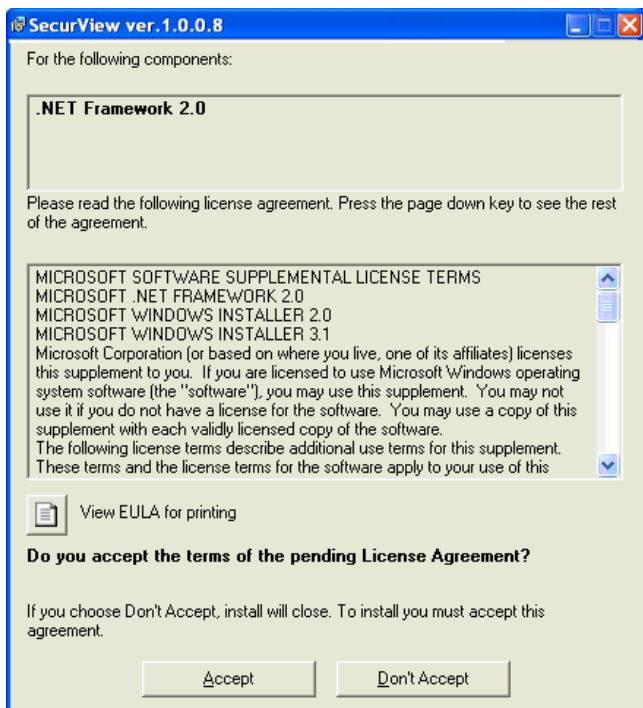 SecurView ver.1.0.0.8
For the following components:
.NET Framework 2.0
Please read the following license agreement. Press the page down key to see the rest
of the agreement.
MICROSOFT SOFTWARE SUPPLEMENTAL LICENSE TERMS
MICROSOFT .NET FRAMEWORK 2.0
MICROSOFT WINDOWS INSTALLER 2.0
MICROSOFT WINDOWS INSTALLER 3.1
Microsoft Corporation (or based on where you live, one of its affiliates) licenses
this supplement to you.  If you are licensed to use Microsoft Windows operating
system software (the "software"), you may use this supplement.  You may not
use it if you do not have a license for the software.  You may use a copy of this
supplement with each validly licensed copy of the software.
The following license terms describe additional use terms for this supplement.
These terms and the license terms for the software apply to your use of this
View EULA for printing
Do you accept the terms of the pending License Agreement?
If you choose Don't Accept, install will close. To install you must accept this
agreement.
Accept
Don't Accept